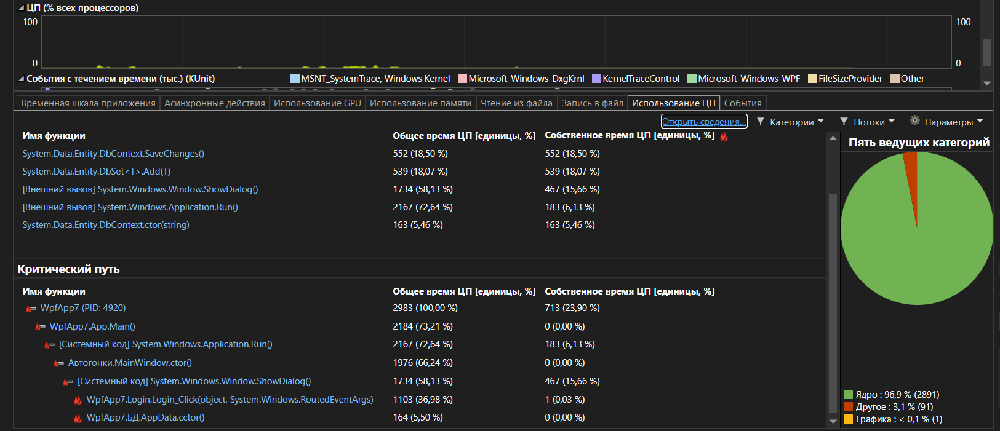 ЦП (% всех процессоров)
100 100
0 0
События с течением времени (тыс.) (KUnit) MSNT_SystemTrace, Windows Kernel Microsoft-Windows-DxgKrnl KernelTraceControl Microsoft-Windows-WPF FileSizeProvider Other
Временная шкала приложения Асинхронные действия Использование GPU Использование памяти Чтение из файла Запись в файл Использование ЦП События
Открыть сведения... Категории Потоки Параметры
Имя функции Общее время ЦП [единицы, %] Собственное время ЦП [единицы, %]
System.Data.Entity.DbContext.SaveChanges() 552 (18,50 %) 552 (18,50 %)
System.Data.Entity.DbSet<T>.Add(T) 539 (18,07 %) 539 (18,07 %)
[Внешний вызов] System.Windows.Window.ShowDialog() 1734 (58,13 %) 467 (15,66 %)
[Внешний вызов] System.Windows.Application.Run() 2167 (72,64 %) 183 (6,13 %)
System.Data.Entity.DbContext.ctor(string) 163 (5,46 %) 163 (5,46 %)
Критический путь
Имя функции Общее время ЦП [единицы, %] Собственное время ЦП [единицы, %]
WpfApp7 (PID: 4920) 2983 (100,00 %) 713 (23,90 %)
WpfApp7.App.Main() 2184 (73,21 %) 0 (0,00 %)
[Системный код] System.Windows.Application.Run() 2167 (72,64 %) 183 (6,13 %)
Автогонки.MainWindow.ctor() 1976 (66,24 %) 0 (0,00 %)
[Системный код] System.Windows.Window.ShowDialog() 1734 (58,13 %) 467 (15,66 %)
WpfApp7.Login.Login_Click(object, System.Windows.RoutedEventArgs) 1103 (36,98 %) 1 (0,03 %)
WpfApp7.БД.AppData.cctor() 164 (5,50 %) 0 (0,00 %)
Пять ведущих категорий
Ядро : 96,9 % (2891)
Другое : 3,1 % (91)
Графика : < 0,1 % (1)